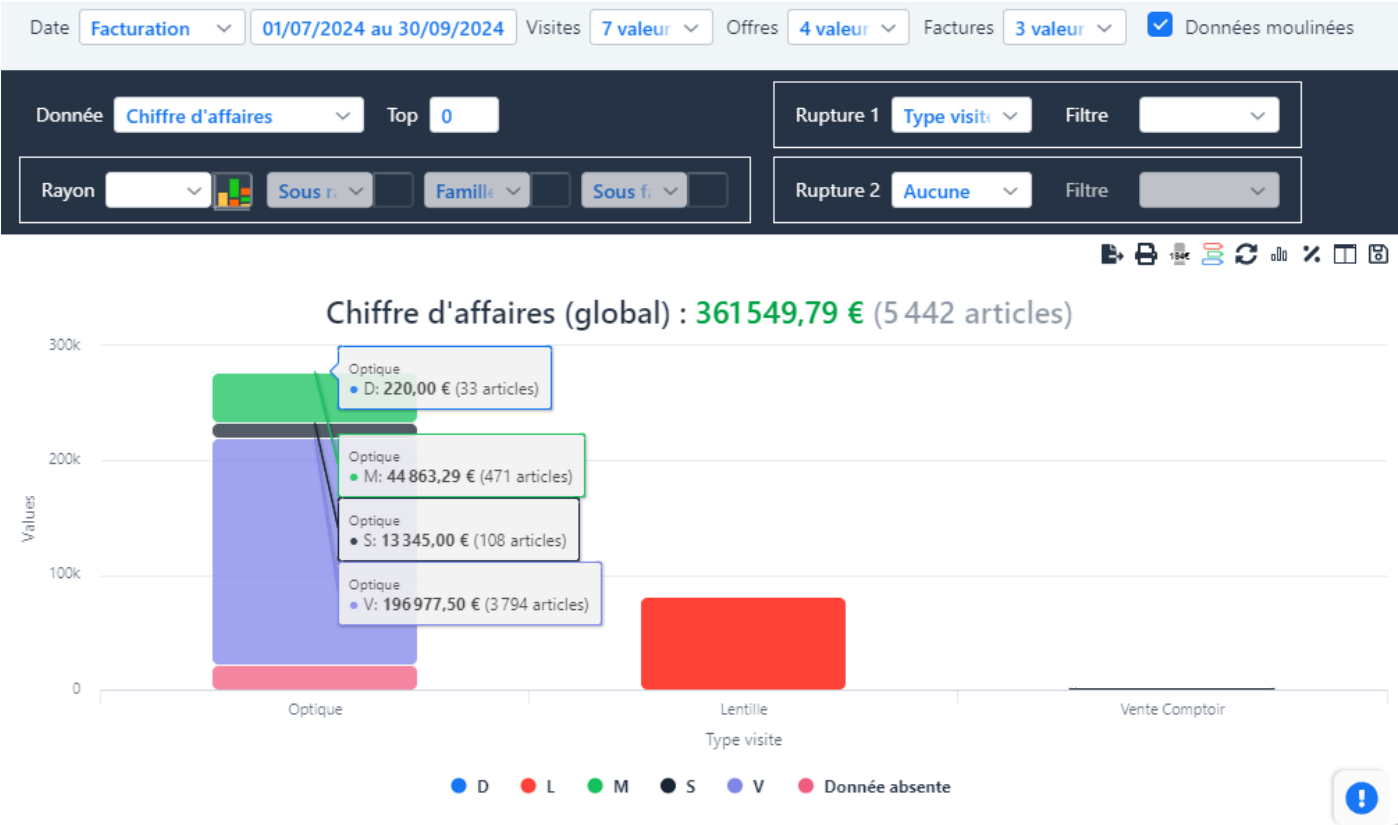 Date Facturation 01/07/2024 au 30/09/2024 Visites 7 valeur Offres 4 valeur Factures 3 valeur Données moulinées
Donnée Chiffre d'affaires Top 0 Rupture 1 Type visite Filtre
Rayon Sous r Famille Sous f Rupture 2 Aucune Filtre
194€
Chiffre d'affaires (global) : 361 549,79 € (5 442 articles)
300k
Optique
D: 220,00 € (33 articles)
200k
Optique
M: 44 863,29 € (471 articles)
Values
Optique
S: 13 345,00 € (108 articles)
100k
Optique
V: 196 977,50 € (3 794 articles)
0
Optique Lentille Vente Comptoir
Type visite
D L M S V Donnée absente